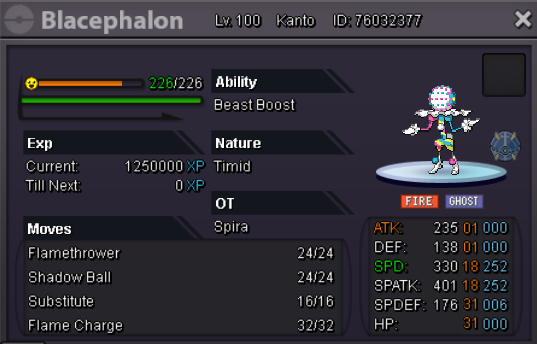 Blacephalon Lv. 100 Kanto ID: 76032377
226/226
Ability
Beast Boost
Exp
Current: 1250000 XP
Till Next: 0 XP
Nature
Timid
OT
Spira
Moves
Flamethrower 24/24
Shadow Ball 24/24
Substitute 16/16
Flame Charge 32/32
FIRE GHOST
ATK: 235 01 000
DEF: 138 01 000
SPD: 330 18 252
SPATK: 401 18 252
SPDEF: 176 31 006
HP: 31 000